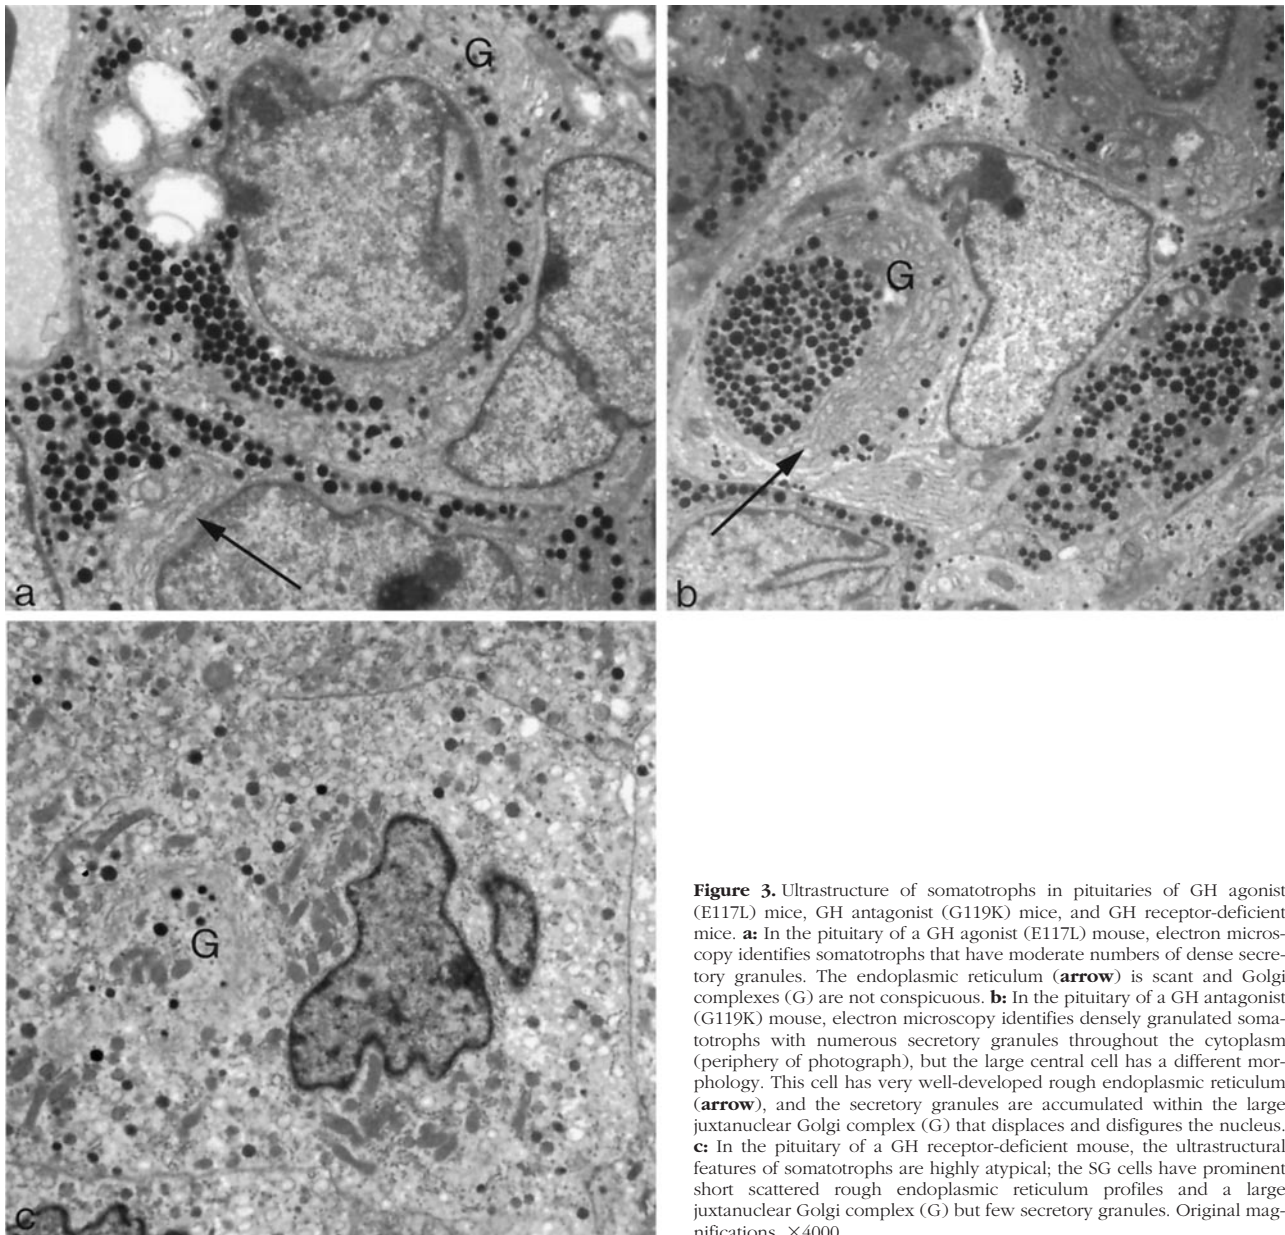 G
G
a
b
G
c
Figure 3. Ultrastructure of somatotrophs in pituitaries of GH agonist
(E117L) mice, GH antagonist (G119K) mice, and GH receptor-deficient
mice. a: In the pituitary of a GH agonist (E117L) mouse, electron micros-
copy identifies somatotrophs that have moderate numbers of dense secre-
tory granules. The endoplasmic reticulum (arrow) is scant and Golgi
complexes (G) are not conspicuous. b: In the pituitary of a GH antagonist
(G119K) mouse, electron microscopy identifies densely granulated soma-
totrophs with numerous secretory granules throughout the cytoplasm
(periphery of photograph), but the large central cell has a different mor-
phology. This cell has very well-developed rough endoplasmic reticulum
(arrow), and the secretory granules are accumulated within the large
juxtanuclear Golgi complex (G) that displaces and disfigures the nucleus.
c: In the pituitary of a GH receptor-deficient mouse, the ultrastructural
features of somatotrophs are highly atypical; the SG cells have prominent
short scattered rough endoplasmic reticulum profiles and a large
juxtanuclear Golgi complex (G) but few secretory granules. Original mag-
nifications, ×4000